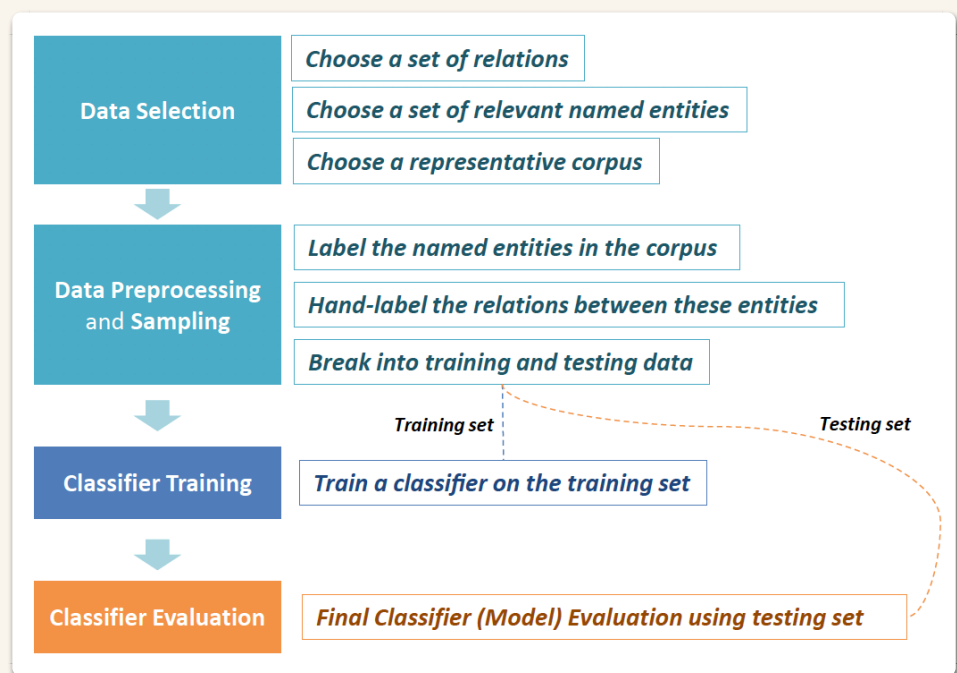 Data Selection
Choose a set of relations
Choose a set of relevant named entities
Choose a representative corpus
Data Preprocessing
and Sampling
Label the named entities in the corpus
Hand-label the relations between these entities
Break into training and testing data
Training set
Testing set
Classifier Training
Train a classifier on the training set
Classifier Evaluation
Final Classifier (Model) Evaluation using testing set